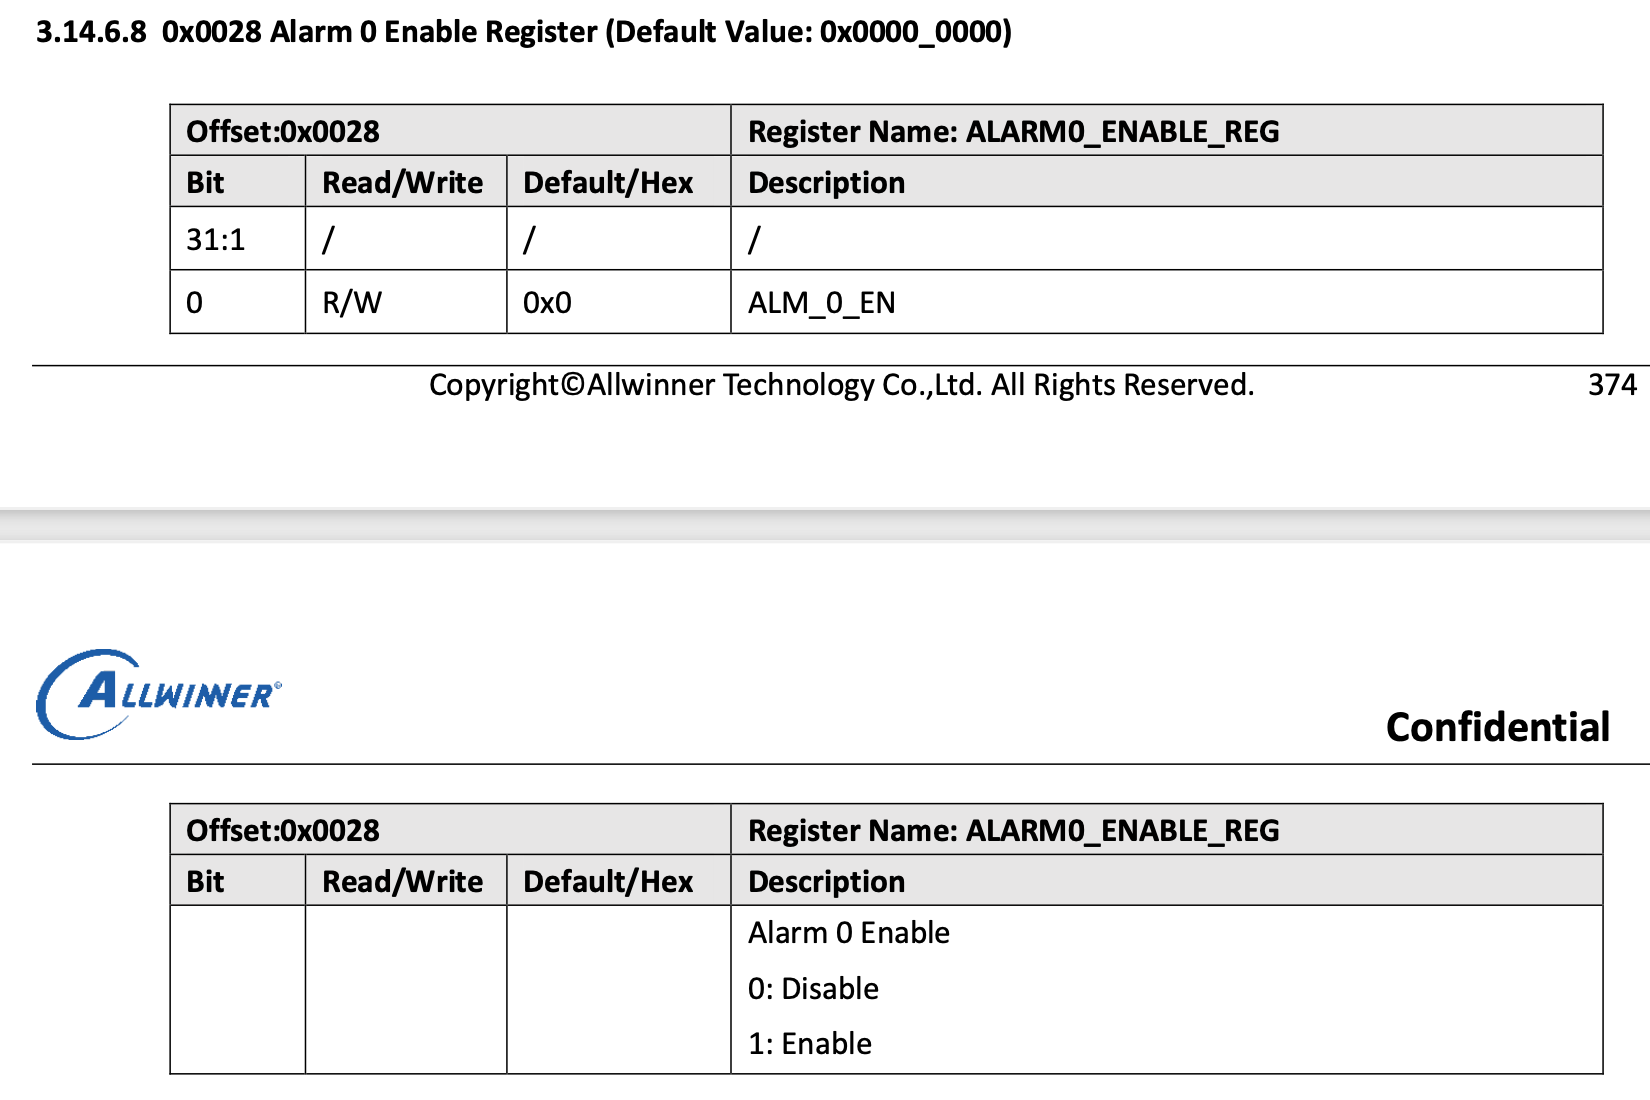 3.14.6.8 0x0028 Alarm 0 Enable Register (Default Value: 0x0000_0000)
Offset:0x0028 Register Name: ALARM0_ENABLE_REG
Bit Read/Write Default/Hex Description
31:1 / / /
0 R/W 0x0 ALM_0_EN
Copyright©Allwinner Technology Co.,Ltd. All Rights Reserved. 374
ALLWINNER®
Confidential
Offset:0x0028 Register Name: ALARM0_ENABLE_REG
Bit Read/Write Default/Hex Description
Alarm 0 Enable
0: Disable
1: Enable